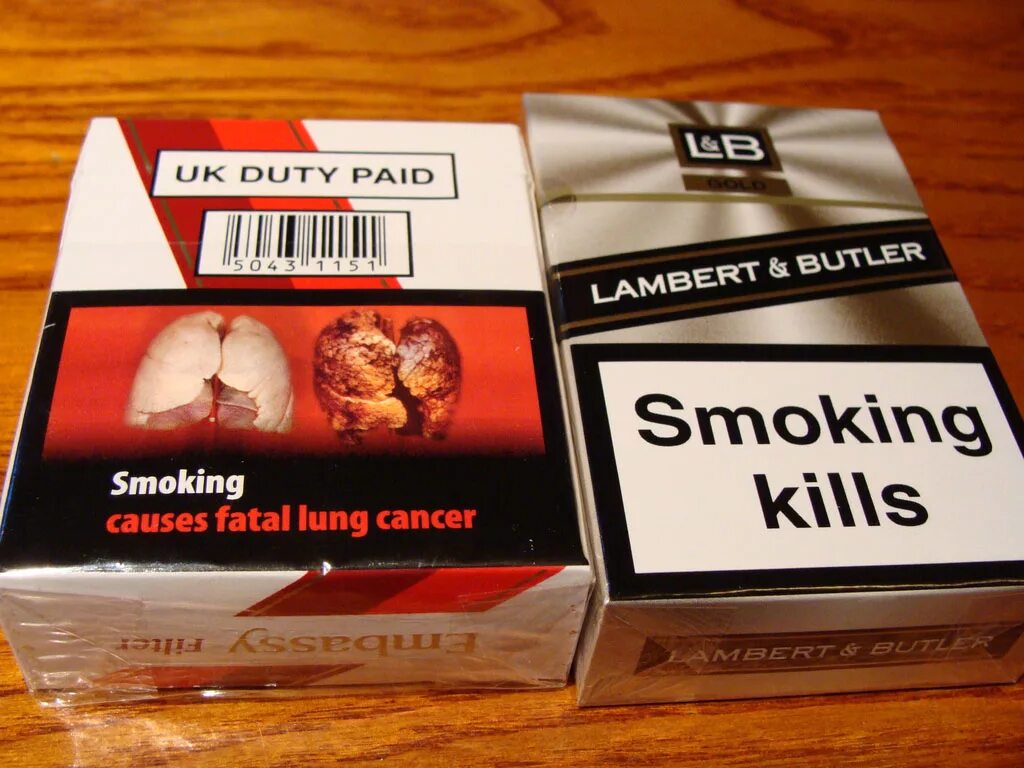 UK DUTY PAID
5043 1151
Smoking
causes fatal lung cancer
Embassy Filter
L&B
GOLD
LAMBERT & BUTLER
Smoking
kills
LAMBERT & BUTLER